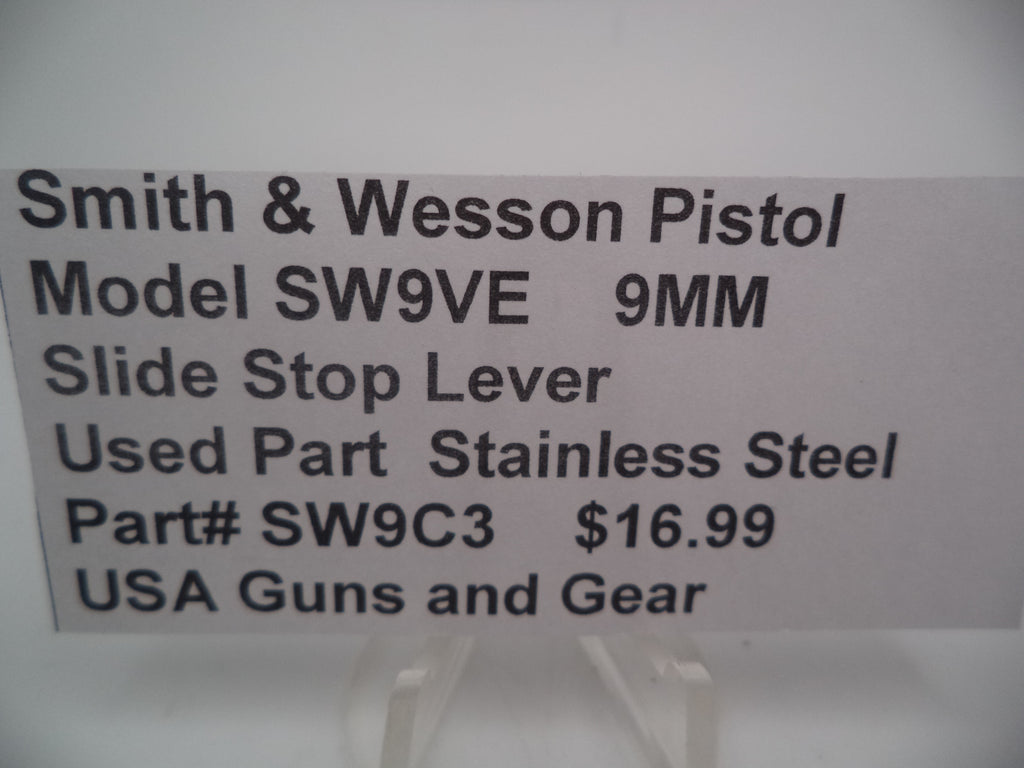 Smith & Wesson Pistol
Model SW9VE 9MM
Slide Stop Lever
Used Part Stainless Steel
Part# SW9C3 $16.99
USA Guns and Gear